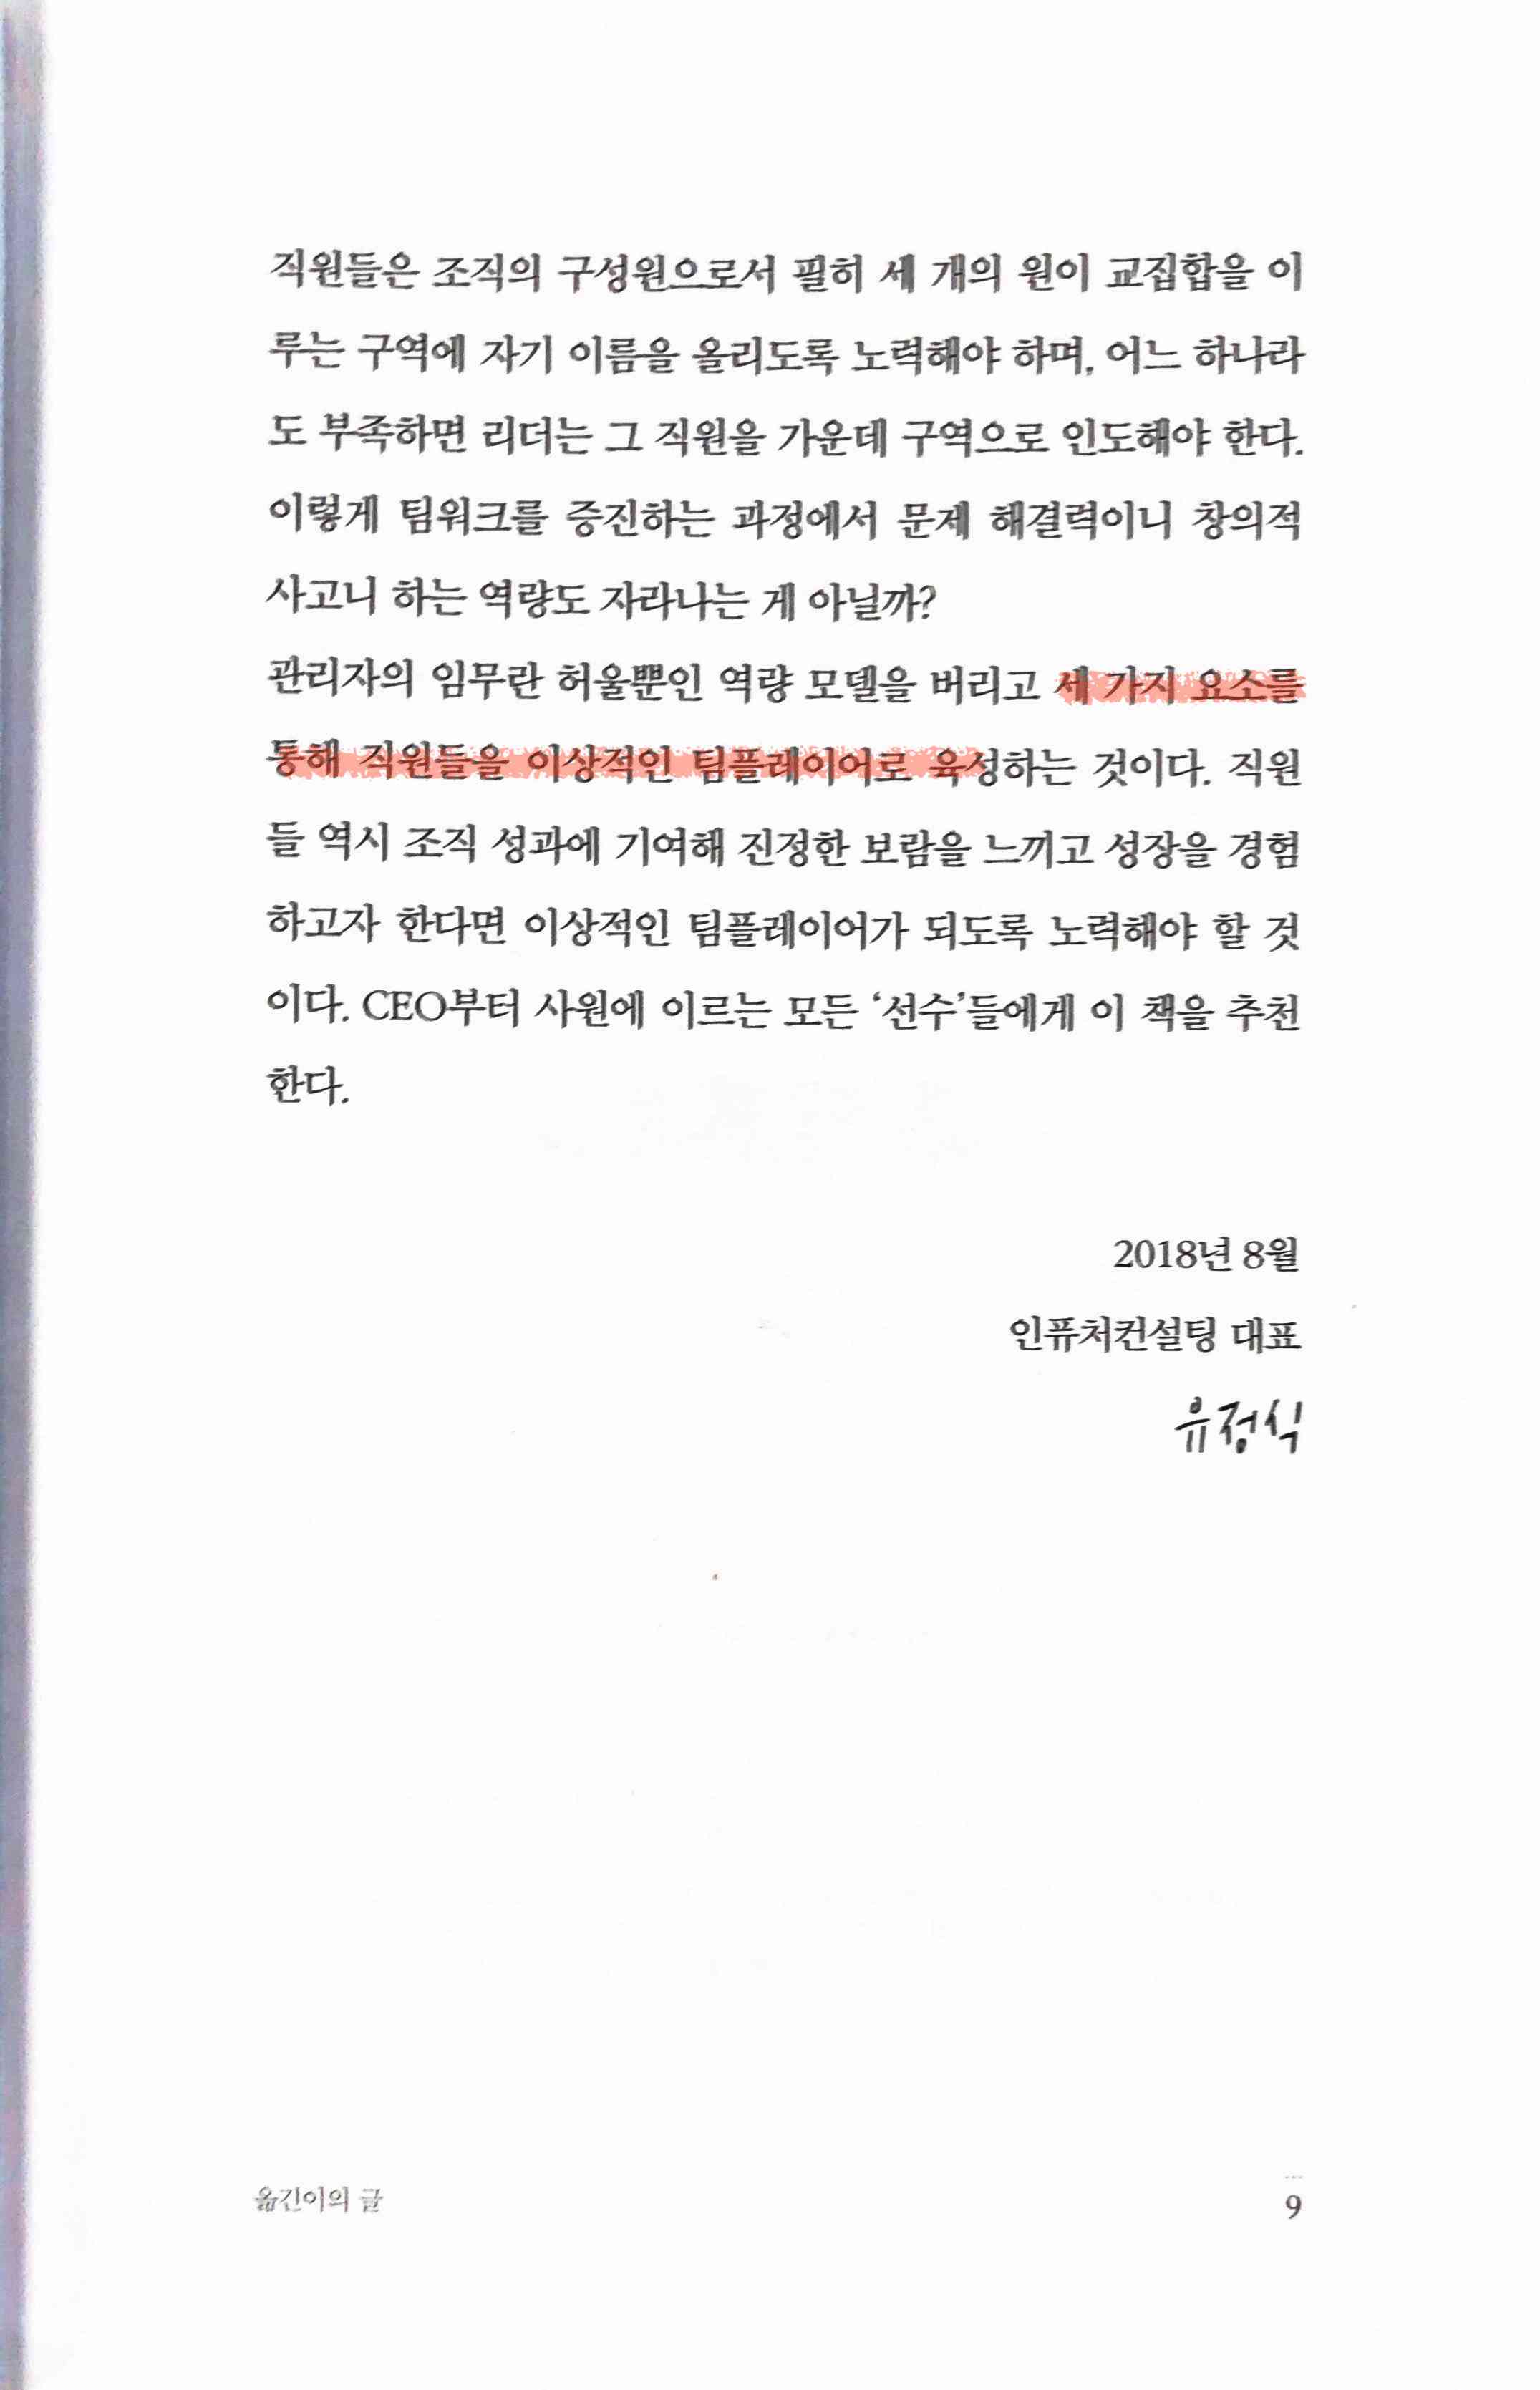 직원들은 조직의 구성원으로서 필히 세 개의 원이 교집합을 이
루는 구역에 자기 이름을 올리도록 노력해야 하며, 어느 하나라
도 부족하면 리더는 그 직원을 가운데 구역으로 인도해야 한다.
이렇게 팀워크를 증진하는 과정에서 문제 해결력이니 창의적
사고니 하는 역량도 자라나는 게 아닐까?
관리자의 임무란 허울뿐인 역량 모델을 버리고 세 가지 요소를
통해 직원들을 이상적인 팀플레이어로 육성하는 것이다. 직원
들 역시 조직 성과에 기여해 진정한 보람을 느끼고 성장을 경험
하고자 한다면 이상적인 팀플레이어가 되도록 노력해야 할 것
이다. CEO부터 사원에 이르는 모든 ‘선수’들에게 이 책을 추천
한다.
2018년 8월
인퓨처컨설팅 대표
유정식
옮긴이의 글
9